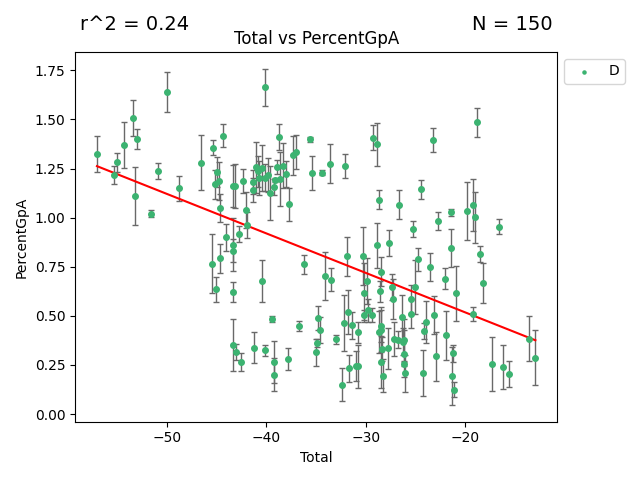 r^2 = 0.24 N = 150
Total vs PercentGpA
D
1.75
1.50
1.25
1.00
0.75
0.50
0.25
0.00
PercentGpA
−50 −40 −30 −20
Total